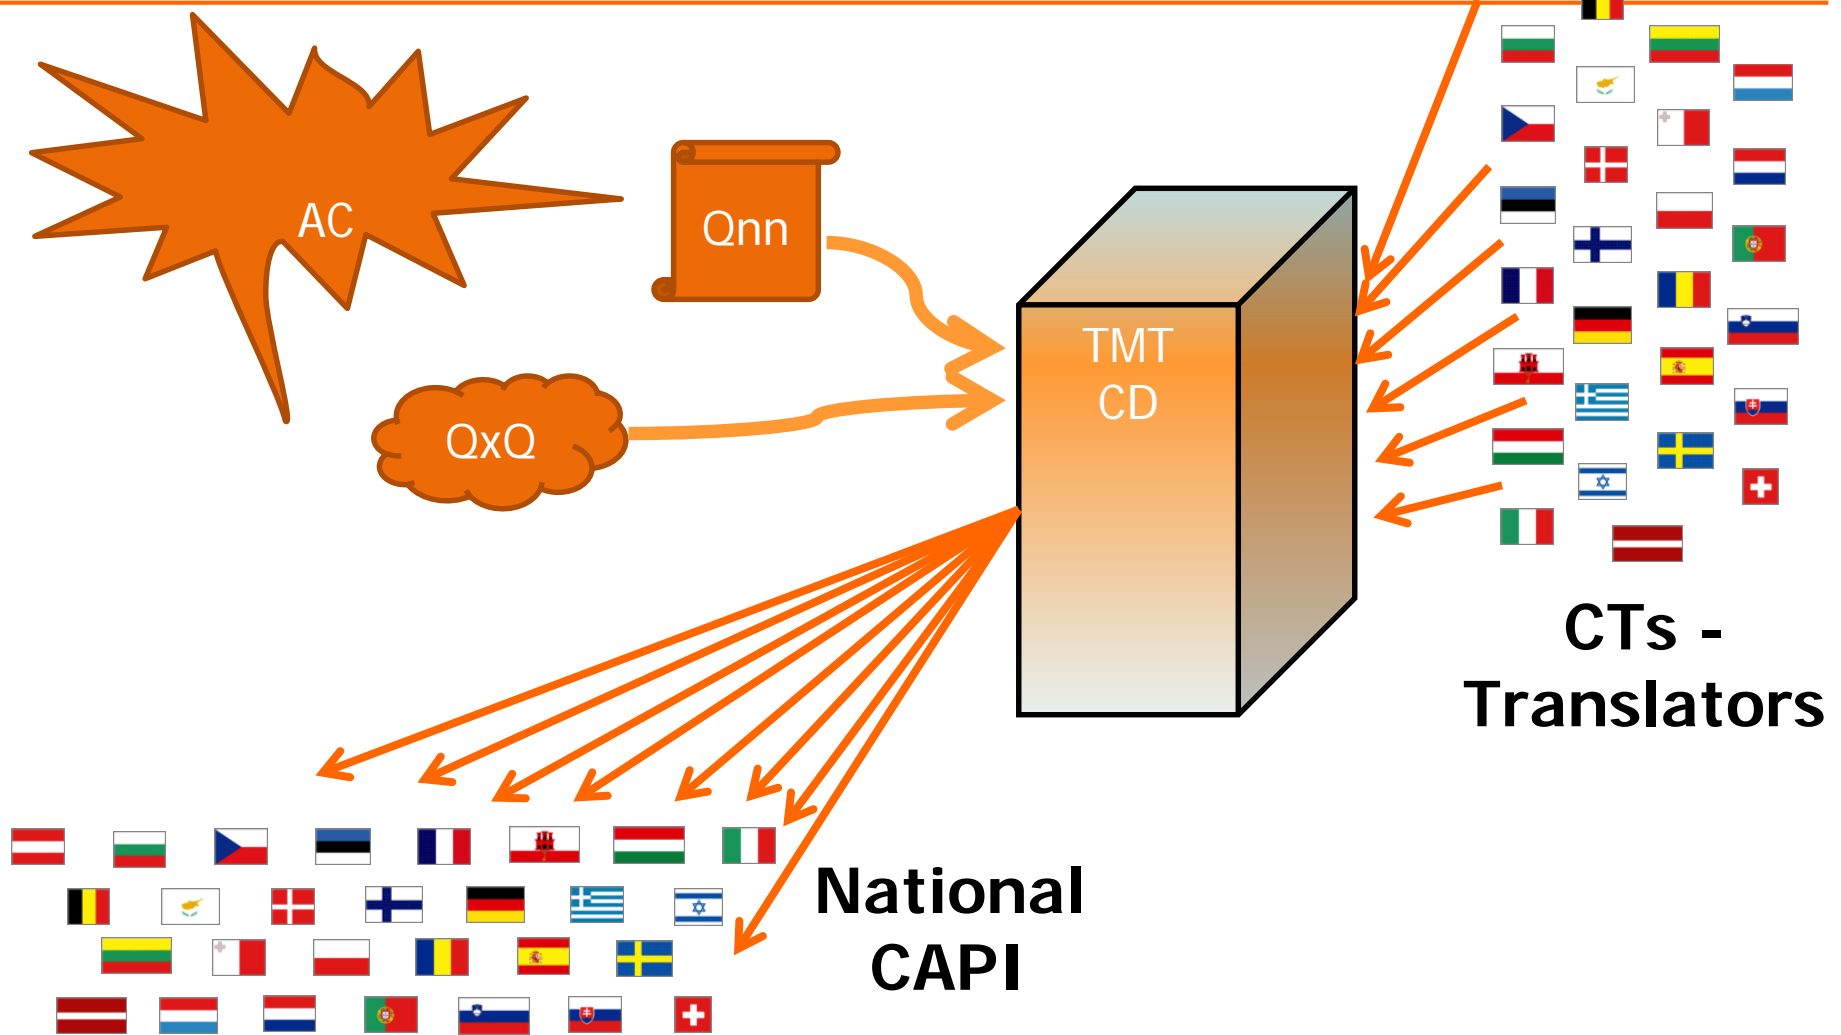 AC
Qnn
QxQ
TMT
CD
CTs -
Translators
National
CAPI